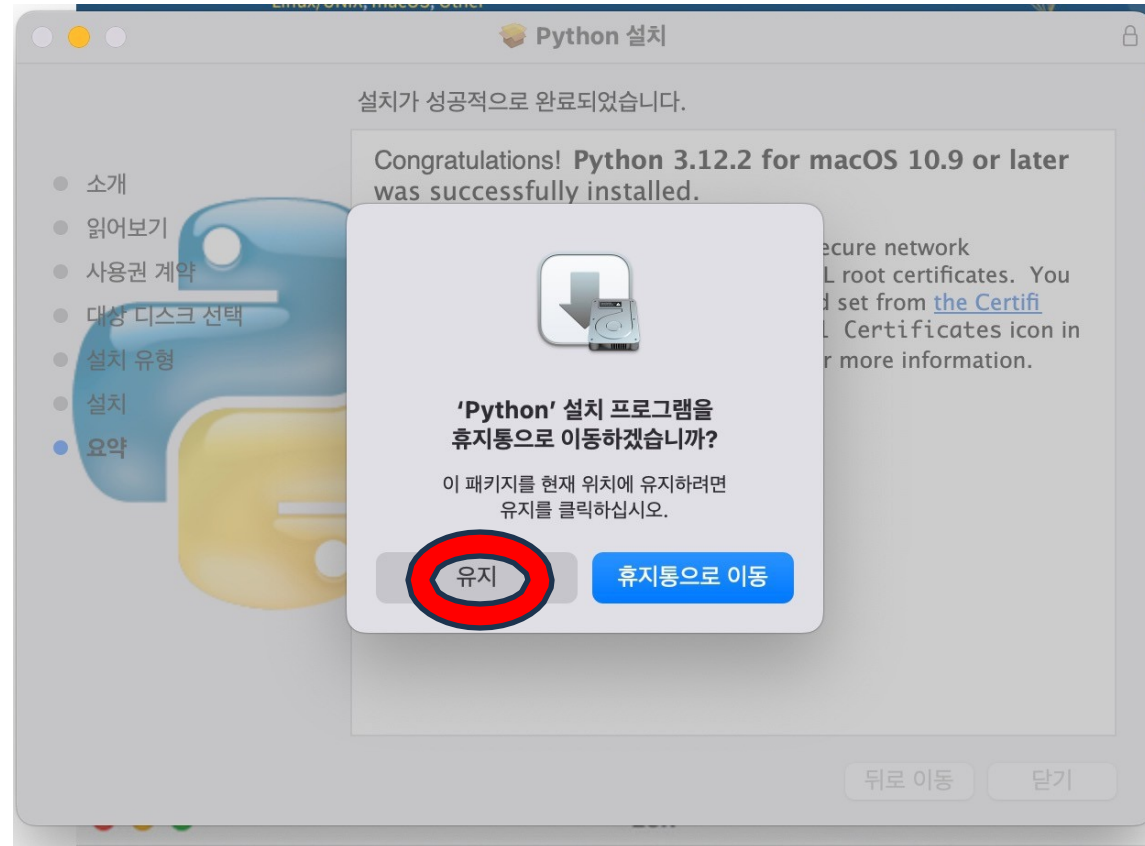 Linux/UNIX, macOS, Other
Python 설치
설치가 성공적으로 완료되었습니다.
소개
읽어보기
사용권 계약
대상 디스크 선택
설치 유형
설치
요약
Congratulations! Python 3.12.2 for macOS 10.9 or later
was successfully installed.
ecure network
L root certificates. You
set from the Certifi
Certificates icon in
r more information.
‘Python’ 설치 프로그램을
휴지통으로 이동하겠습니까?
이 패키지를 현재 위치에 유지하려면
유지를 클릭하십시오.
유지
휴지통으로 이동
뒤로 이동
닫기